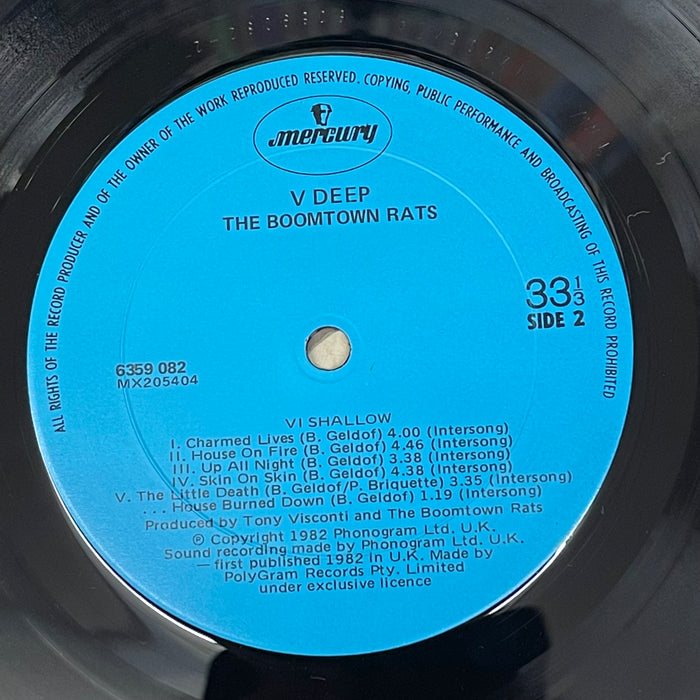 ALL RIGHTS OF THE RECORD PRODUCER AND OF THE OWNER OF THE WORK REPRODUCED RESERVED. COPYING, PUBLIC PERFORMANCE AND BROADCASTING OF THIS RECORD PROHIBITED
mercury
V DEEP
THE BOOMTOWN RATS
33 1/3
SIDE 2
6359 082
MX205404
VI SHALLOW
I. Charmed Lives (B. Geldof) 4.00 (Intersong)
II. House On Fire (B. Geldof) 4.46 (Intersong)
III. Up All Night (B. Geldof) 3.38 (Intersong)
IV. Skin On Skin (B. Geldof) 4.38 (Intersong)
V. The Little Death (B. Geldof/P. Briquette) 3.35 (Intersong)
. . . House Burned Down (B. Geldof) 1.19 (Intersong)
Produced by Tony Visconti and The Boomtown Rats
℗ Copyright 1982 Phonogram Ltd. U.K.
Sound recording made by Phonogram Ltd. U.K.
— first published 1982 in U.K. Made by
PolyGram Records Pty. Limited
under exclusive licence